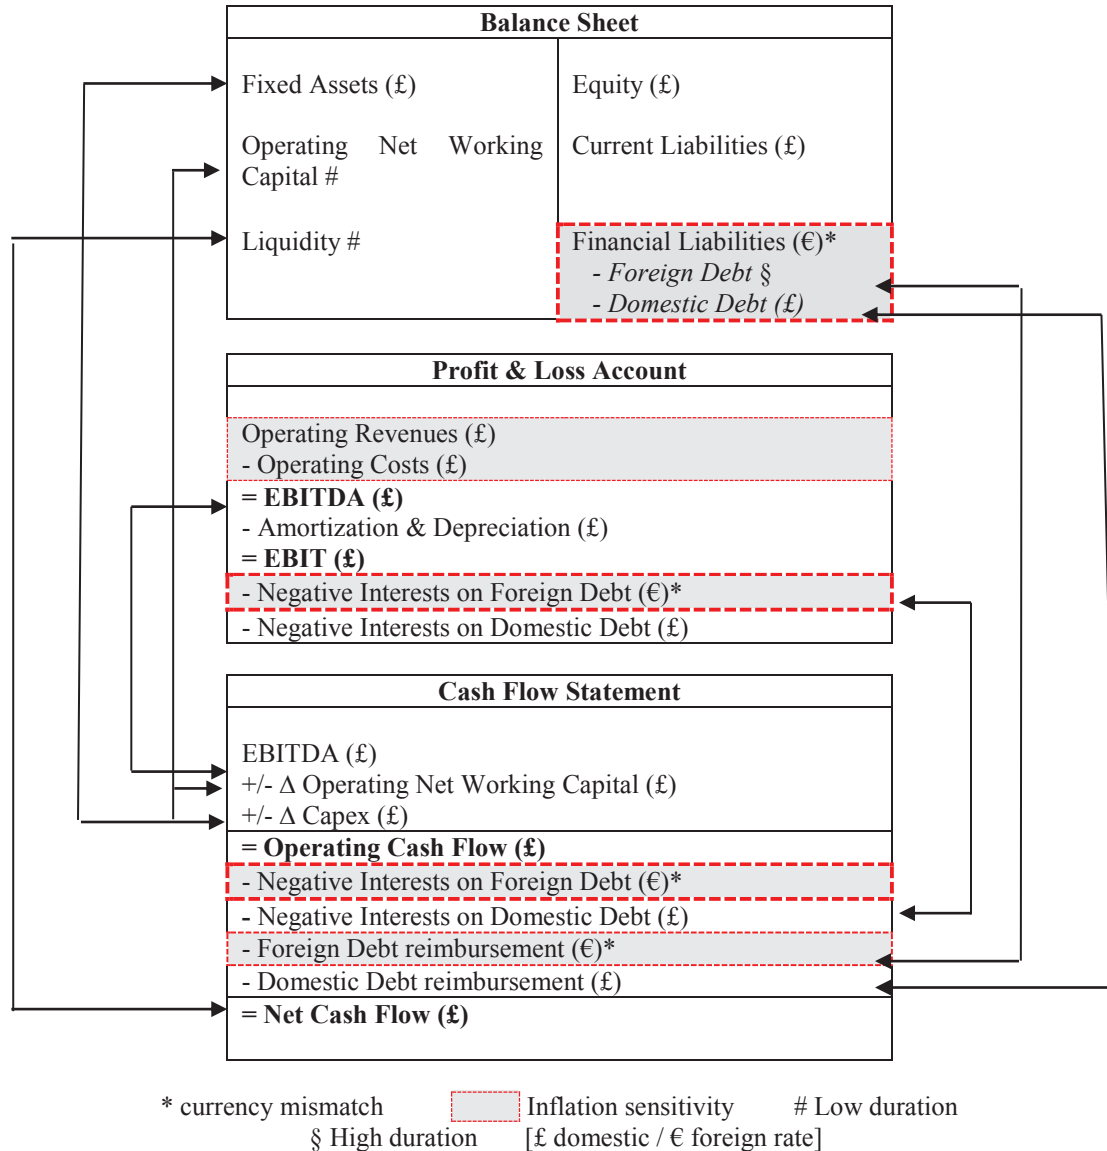 Balance Sheet
Fixed Assets (£)
Operating Net Working
Capital #
Liquidity #
Equity (£)
Current Liabilities (£)
Financial Liabilities (€)*
- Foreign Debt §
- Domestic Debt (£)
Profit & Loss Account
Operating Revenues (£)
- Operating Costs (£)
= EBITDA (£)
- Amortization & Depreciation (£)
= EBIT (£)
- Negative Interests on Foreign Debt (€)*
- Negative Interests on Domestic Debt (£)
Cash Flow Statement
EBITDA (£)
+/- Δ Operating Net Working Capital (£)
+/- Δ Capex (£)
= Operating Cash Flow (£)
- Negative Interests on Foreign Debt (€)*
- Negative Interests on Domestic Debt (£)
- Foreign Debt reimbursement (€)*
- Domestic Debt reimbursement (£)
= Net Cash Flow (£)
* currency mismatch Inflation sensitivity # Low duration
§ High duration [£ domestic / € foreign rate]